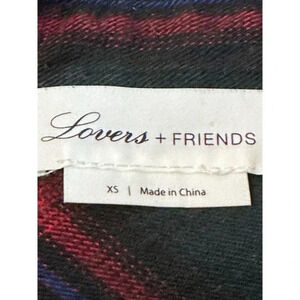 Lovers + FRIENDS
XS | Made in China